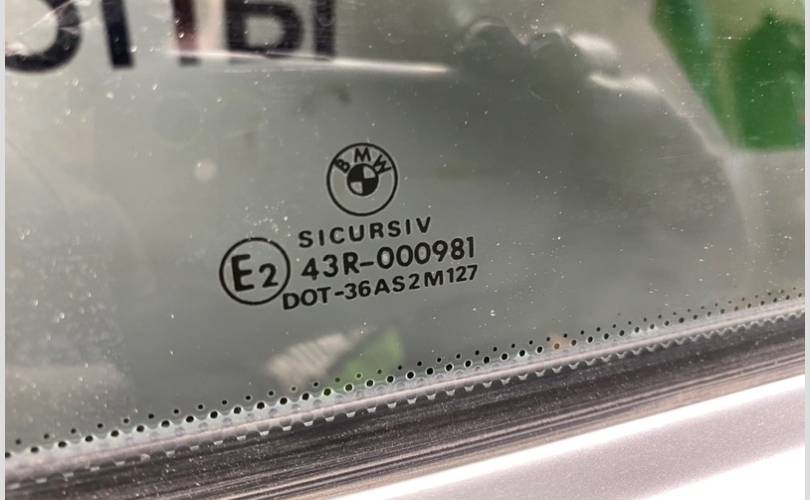 BMW
SICURSIV
E2 43R-000981
DOT-36AS2M127